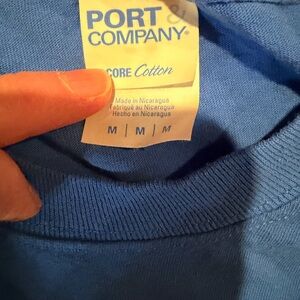 PORT &
COMPANY®
CORE Cotton
Made in Nicaragua
Fabriqué au Nicaragua
Hecho en Nicaragua
M | M | M